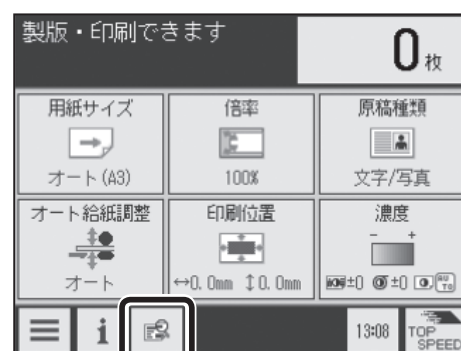 製版・印刷できます
0枚
用紙サイズ
倍率
原稿種類
オート(A3)
100%
文字/写真
オート給紙調整
印刷位置
濃度
- +
オート
↔0.0mm ↕0.0mm
±0 ±0 AUTO
i
13:08
TOP
SPEED